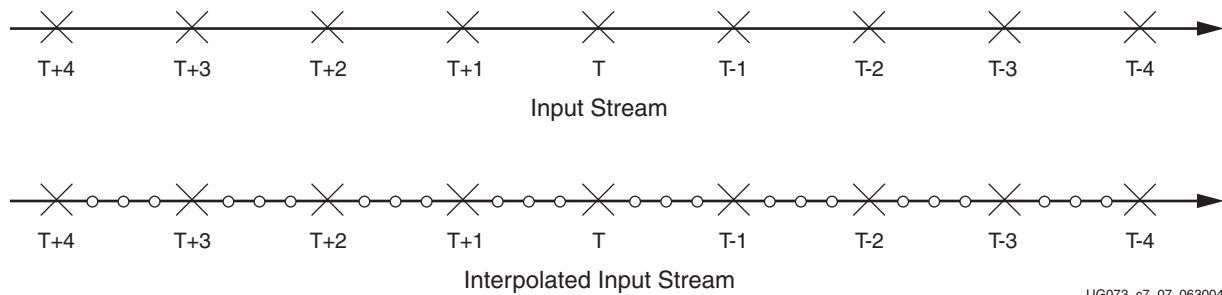 T+4 T+3 T+2 T+1 T T-1 T-2 T-3 T-4
Input Stream
T+4 T+3 T+2 T+1 T T-1 T-2 T-3 T-4
Interpolated Input Stream
UG073_c7_07_063004